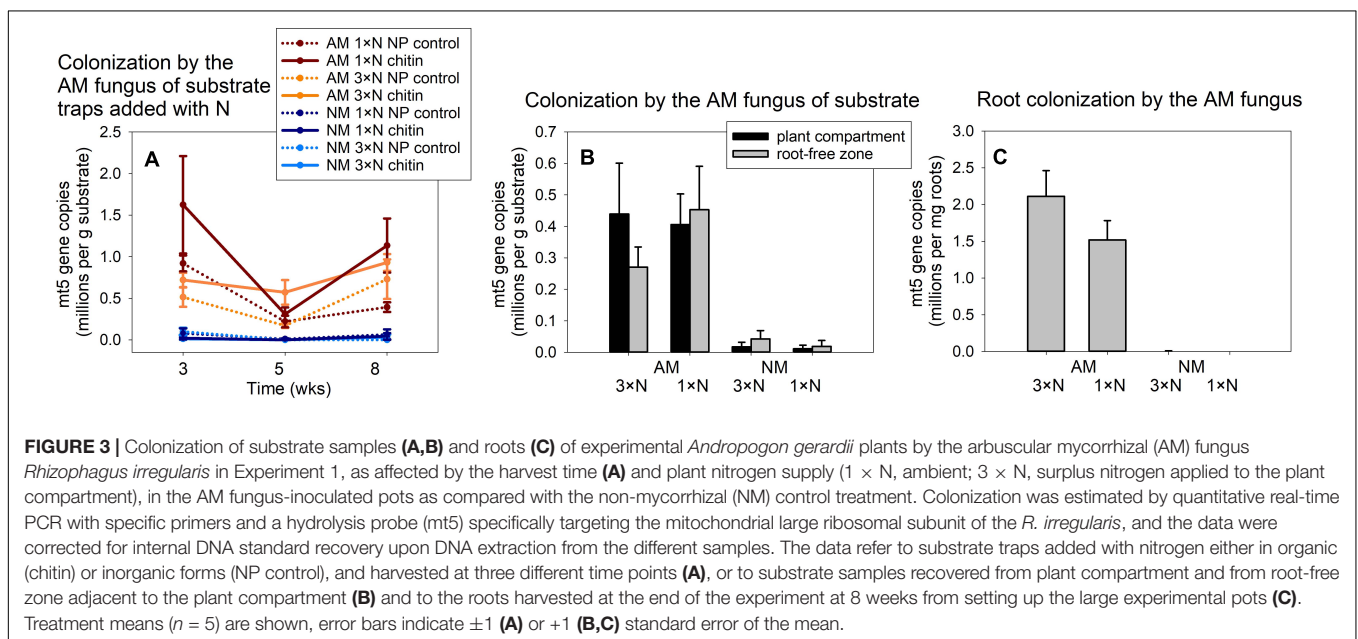 Colonization by the
AM fungus of substrate
traps added with N
AM 1×N NP control
AM 1×N chitin
AM 3×N NP control
AM 3×N chitin
NM 1×N NP control
NM 1×N chitin
NM 3×N NP control
NM 3×N chitin
A
mt5 gene copies
(millions per g substrate)
2.5
2.0
1.5
1.0
0.5
0.0
3 5 8
Time (wks)
Colonization by the AM fungus of substrate
plant compartment
root-free zone
B
mt5 gene copies
(millions per g substrate)
0.7
0.6
0.5
0.4
0.3
0.2
0.1
0.0
AM NM
3×N 1×N 3×N 1×N
Root colonization by the AM fungus
C
mt5 gene copies
(millions per mg roots)
3.0
2.5
2.0
1.5
1.0
0.5
0.0
AM NM
3×N 1×N 3×N 1×N
FIGURE 3 | Colonization of substrate samples (A,B) and roots (C) of experimental Andropogon gerardii plants by the arbuscular mycorrhizal (AM) fungus
Rhizophagus irregularis in Experiment 1, as affected by the harvest time (A) and plant nitrogen supply (1 × N, ambient; 3 × N, surplus nitrogen applied to the plant
compartment), in the AM fungus-inoculated pots as compared with the non-mycorrhizal (NM) control treatment. Colonization was estimated by quantitative real-time
PCR with specific primers and a hydrolysis probe (mt5) specifically targeting the mitochondrial large ribosomal subunit of the R. irregularis, and the data were
corrected for internal DNA standard recovery upon DNA extraction from the different samples. The data refer to substrate traps added with nitrogen either in organic
(chitin) or inorganic forms (NP control), and harvested at three different time points (A), or to substrate samples recovered from plant compartment and from root-free
zone adjacent to the plant compartment (B) and to the roots harvested at the end of the experiment at 8 weeks from setting up the large experimental pots (C).
Treatment means (n = 5) are shown, error bars indicate ±1 (A) or +1 (B,C) standard error of the mean.